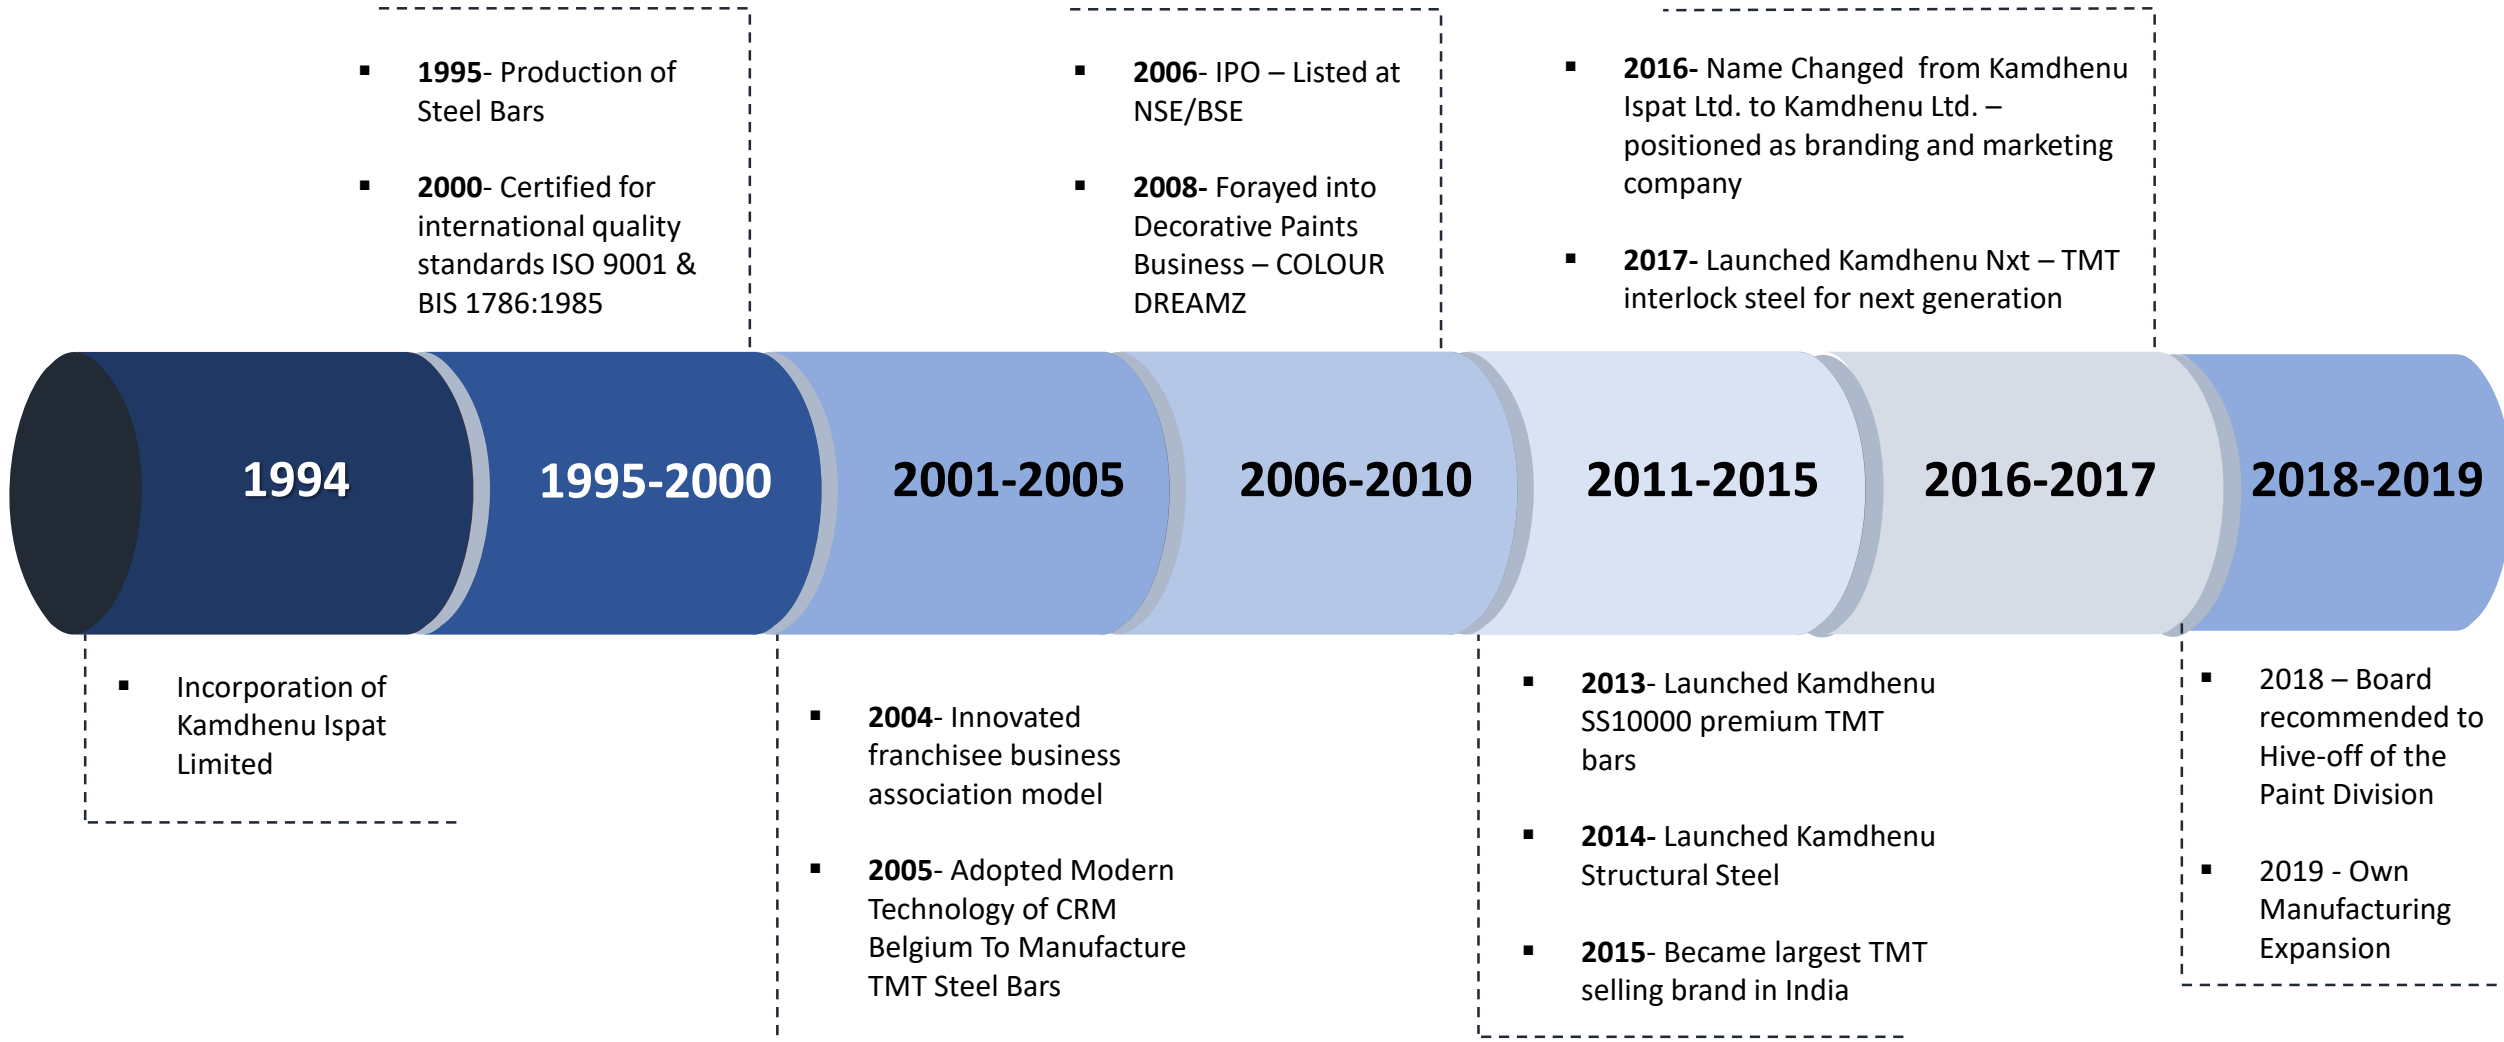 ▪ 1995- Production of
Steel Bars
▪ 2000- Certified for
international quality
standards ISO 9001 &
BIS 1786:1985
▪ 2006- IPO – Listed at
NSE/BSE
▪ 2008- Forayed into
Decorative Paints
Business – COLOUR
DREAMZ
▪ 2016- Name Changed from Kamdhenu
Ispat Ltd. to Kamdhenu Ltd. –
positioned as branding and marketing
company
▪ 2017- Launched Kamdhenu Nxt – TMT
interlock steel for next generation
1994
1995-2000
2001-2005
2006-2010
2011-2015
2016-2017
2018-2019
▪ Incorporation of
Kamdhenu Ispat
Limited
▪ 2004- Innovated
franchisee business
association model
▪ 2005- Adopted Modern
Technology of CRM
Belgium To Manufacture
TMT Steel Bars
▪ 2013- Launched Kamdhenu
SS10000 premium TMT
bars
▪ 2014- Launched Kamdhenu
Structural Steel
▪ 2015- Became largest TMT
selling brand in India
▪ 2018 – Board
recommended to
Hive-off of the
Paint Division
▪ 2019 - Own
Manufacturing
Expansion